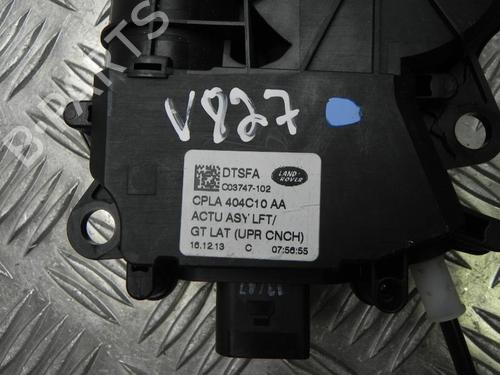 B-PARTS
V827
DTSFA
LAND
ROVER
C03747-102
CPLA 404C10 AA
ACTU ASY LFT/
GT LAT (UPR CNCH)
16.12.13 C 07:56:55